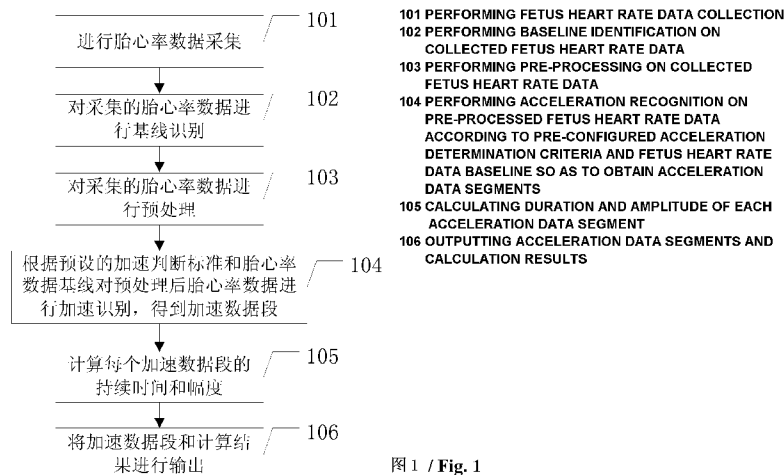 进行胎心率数据采集
101
对采集的胎心率数据进
行基线识别
102
对采集的胎心率数据进
行预处理
103
根据预设的加速判断标准和胎心率
数据基线对预处理后胎心率数据进
行加速识别，得到加速数据段
104
计算每个加速数据段的
持续时间和幅度
105
将加速数据段和计算结
果进行输出
106
101 PERFORMING FETUS HEART RATE DATA COLLECTION
102 PERFORMING BASELINE IDENTIFICATION ON
COLLECTED FETUS HEART RATE DATA
103 PERFORMING PRE-PROCESSING ON COLLECTED
FETUS HEART RATE DATA
104 PERFORMING ACCELERATION RECOGNITION ON
PRE-PROCESSED FETUS HEART RATE DATA
ACCORDING TO PRE-CONFIGURED ACCELERATION
DETERMINATION CRITERIA AND FETUS HEART RATE
DATA BASELINE SO AS TO OBTAIN ACCELERATION
DATA SEGMENTS
105 CALCULATING DURATION AND AMPLITUDE OF EACH
ACCELERATION DATA SEGMENT
106 OUTPUTTING ACCELERATION DATA SEGMENTS AND
CALCULATION RESULTS
图1 / Fig. 1